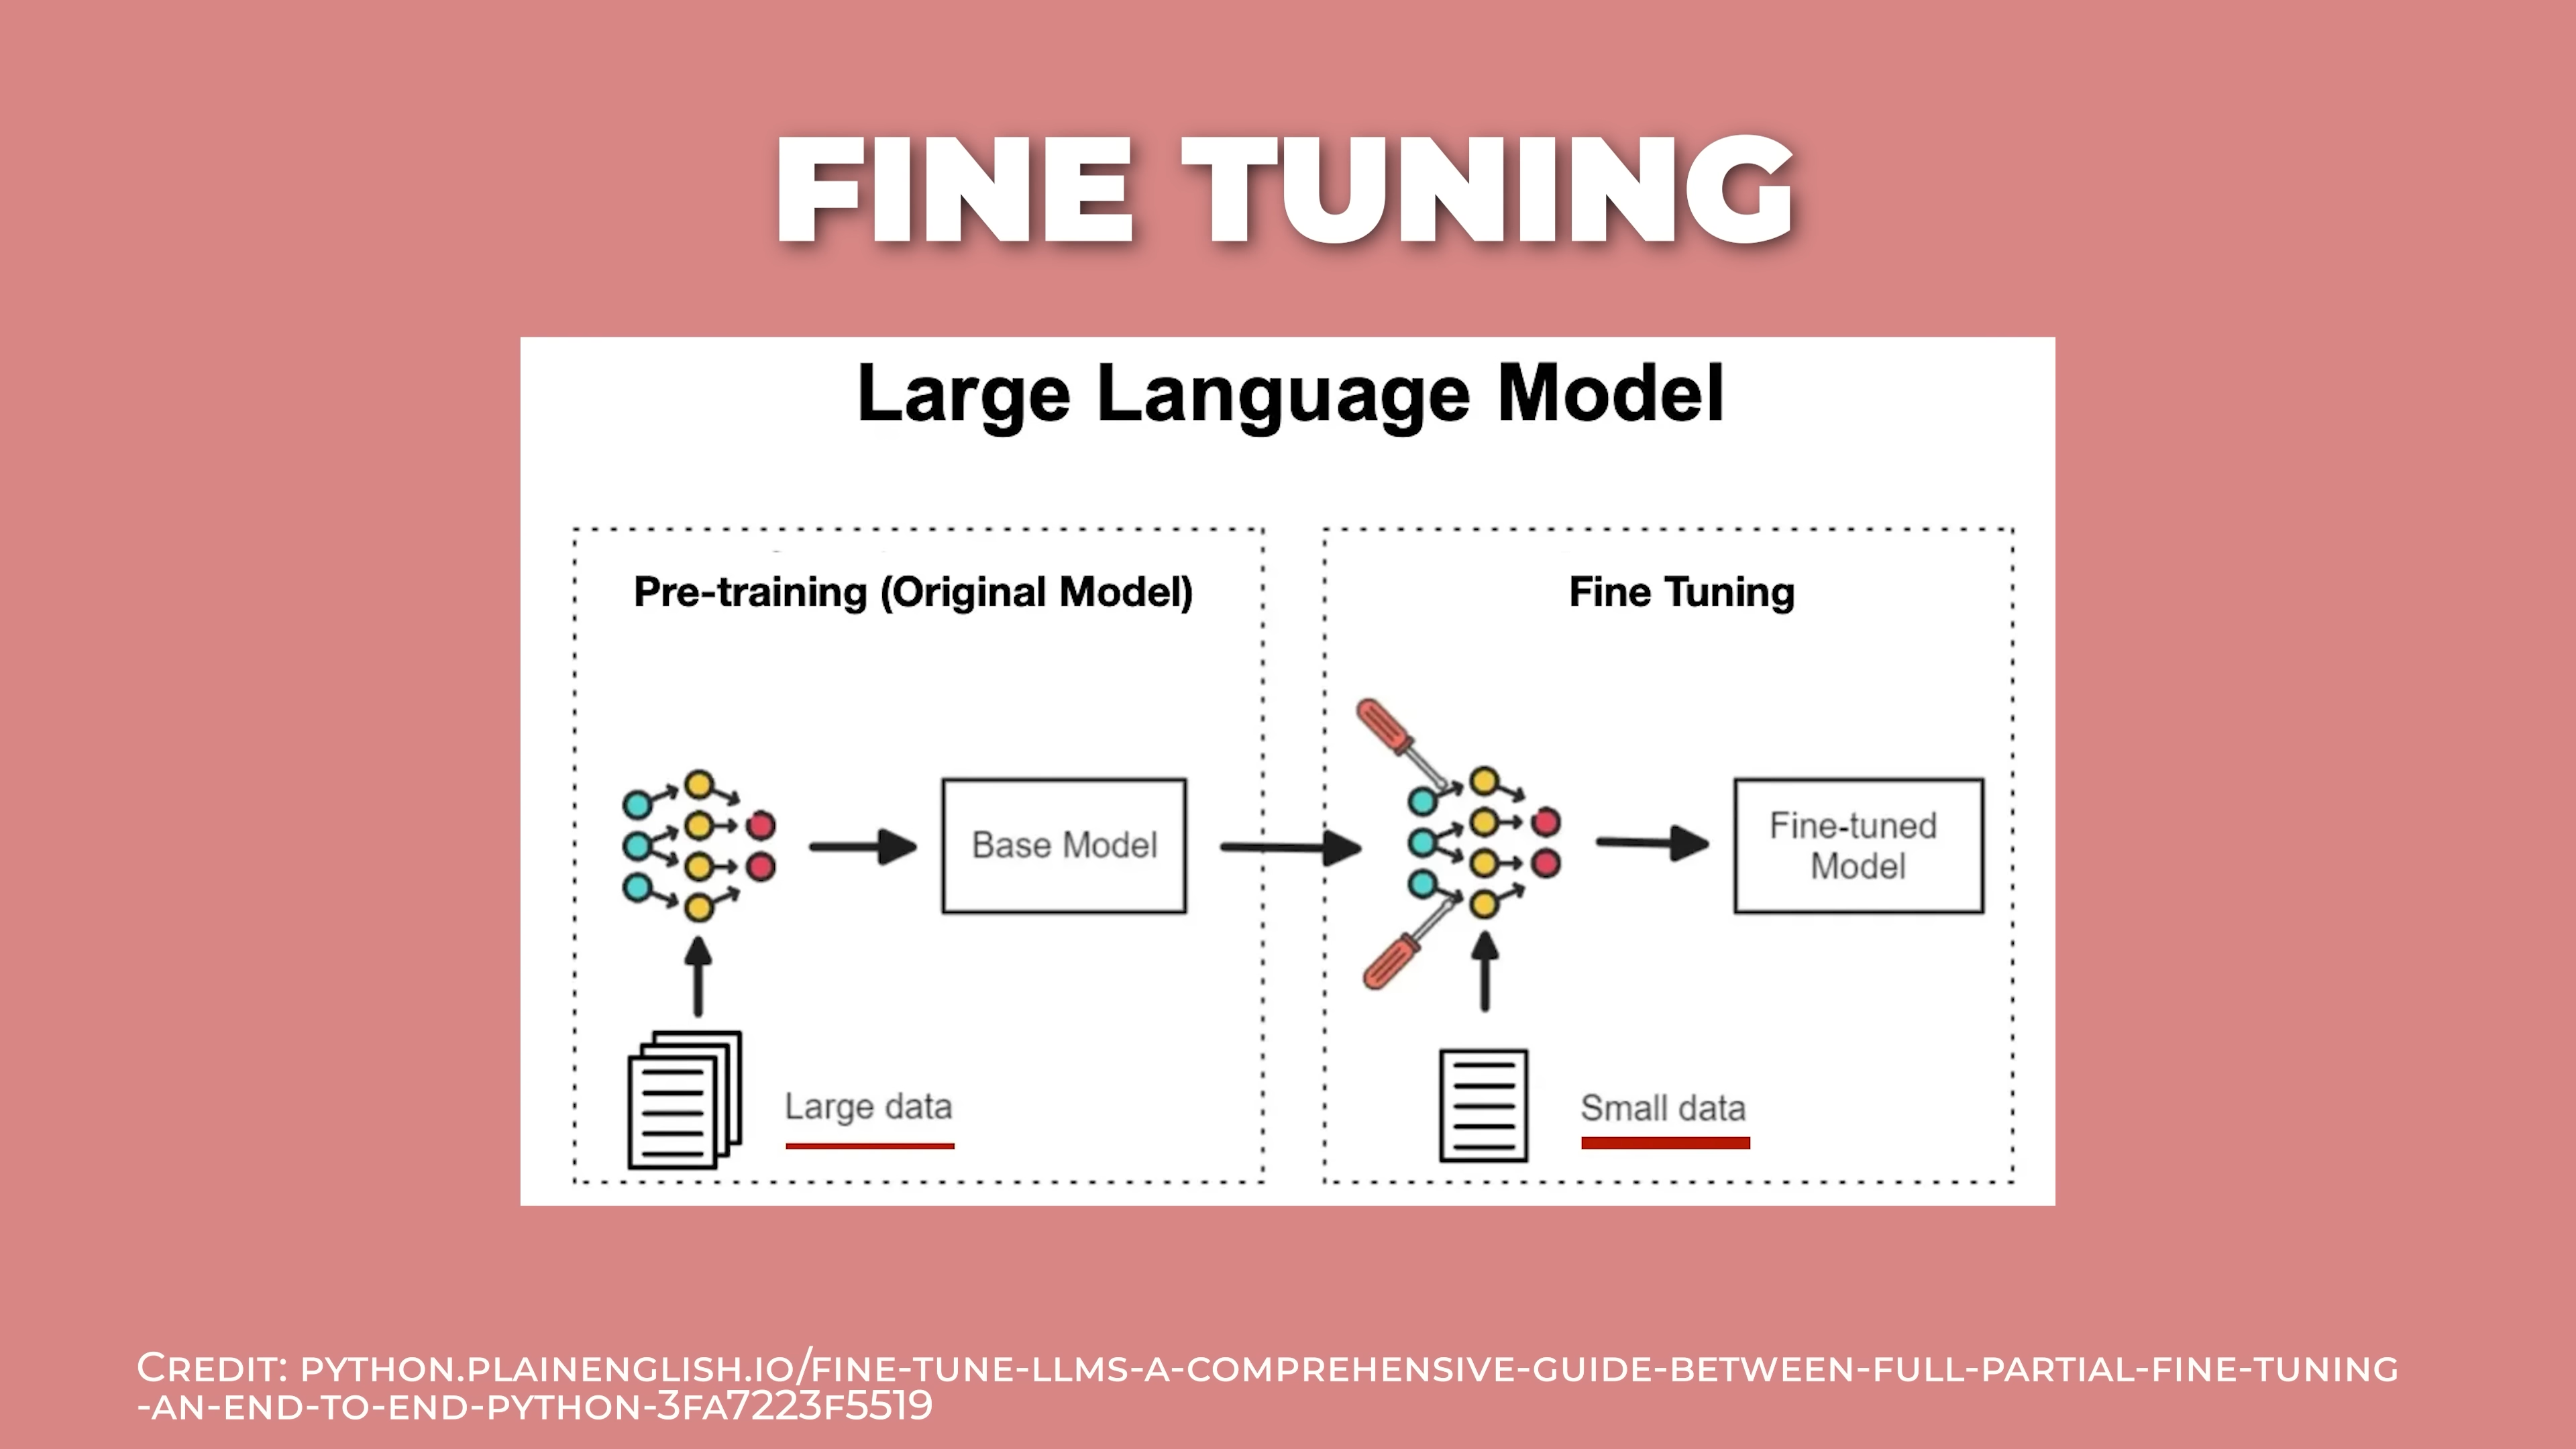 FINE TUNING
Large Language Model
Pre-training (Original Model)
Fine Tuning
Base Model
Fine-tuned
Model
Large data
Small data
Credit: python.plainenglish.io/fine-tune-llms-a-comprehensive-guide-between-full-partial-fine-tuning
-an-end-to-end-python-3fa7223f5519